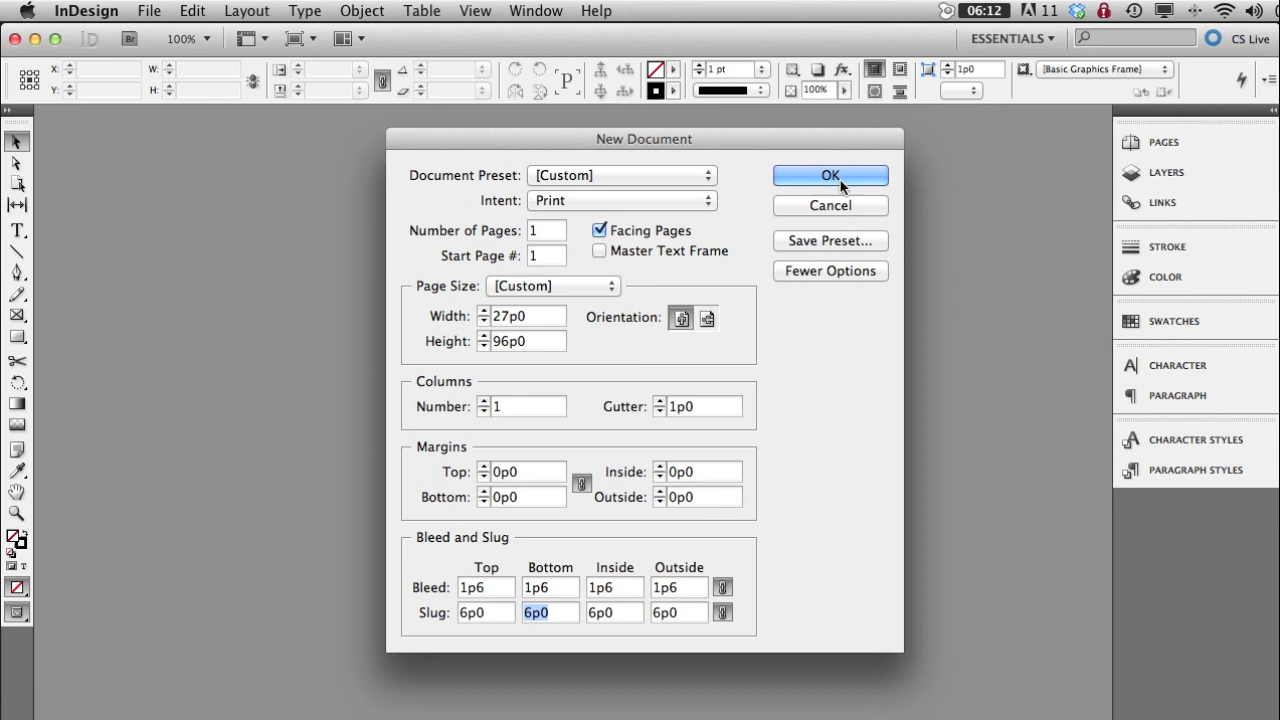 InDesign File Edit Layout Type Object Table View Window Help 06:12 11
Br 100% ESSENTIALS CS Live
X: W: 1 pt fx. 1p0 [Basic Graphics Frame]
Y: H: P 100%
New Document
Document Preset: [Custom] OK
Intent: Print Cancel
Number of Pages: 1 Facing Pages Save Preset...
Start Page #: 1 Master Text Frame
Fewer Options
Page Size: [Custom]
Width: 27p0 Orientation:
Height: 96p0
Columns
Number: 1 Gutter: 1p0
Margins
Top: 0p0 Inside: 0p0
Bottom: 0p0 Outside: 0p0
Bleed and Slug
Top Bottom Inside Outside
Bleed: 1p6 1p6 1p6 1p6
Slug: 6p0 6p0 6p0 6p0
PAGES
LAYERS
LINKS
STROKE
COLOR
SWATCHES
CHARACTER
PARAGRAPH
CHARACTER STYLES
PARAGRAPH STYLES